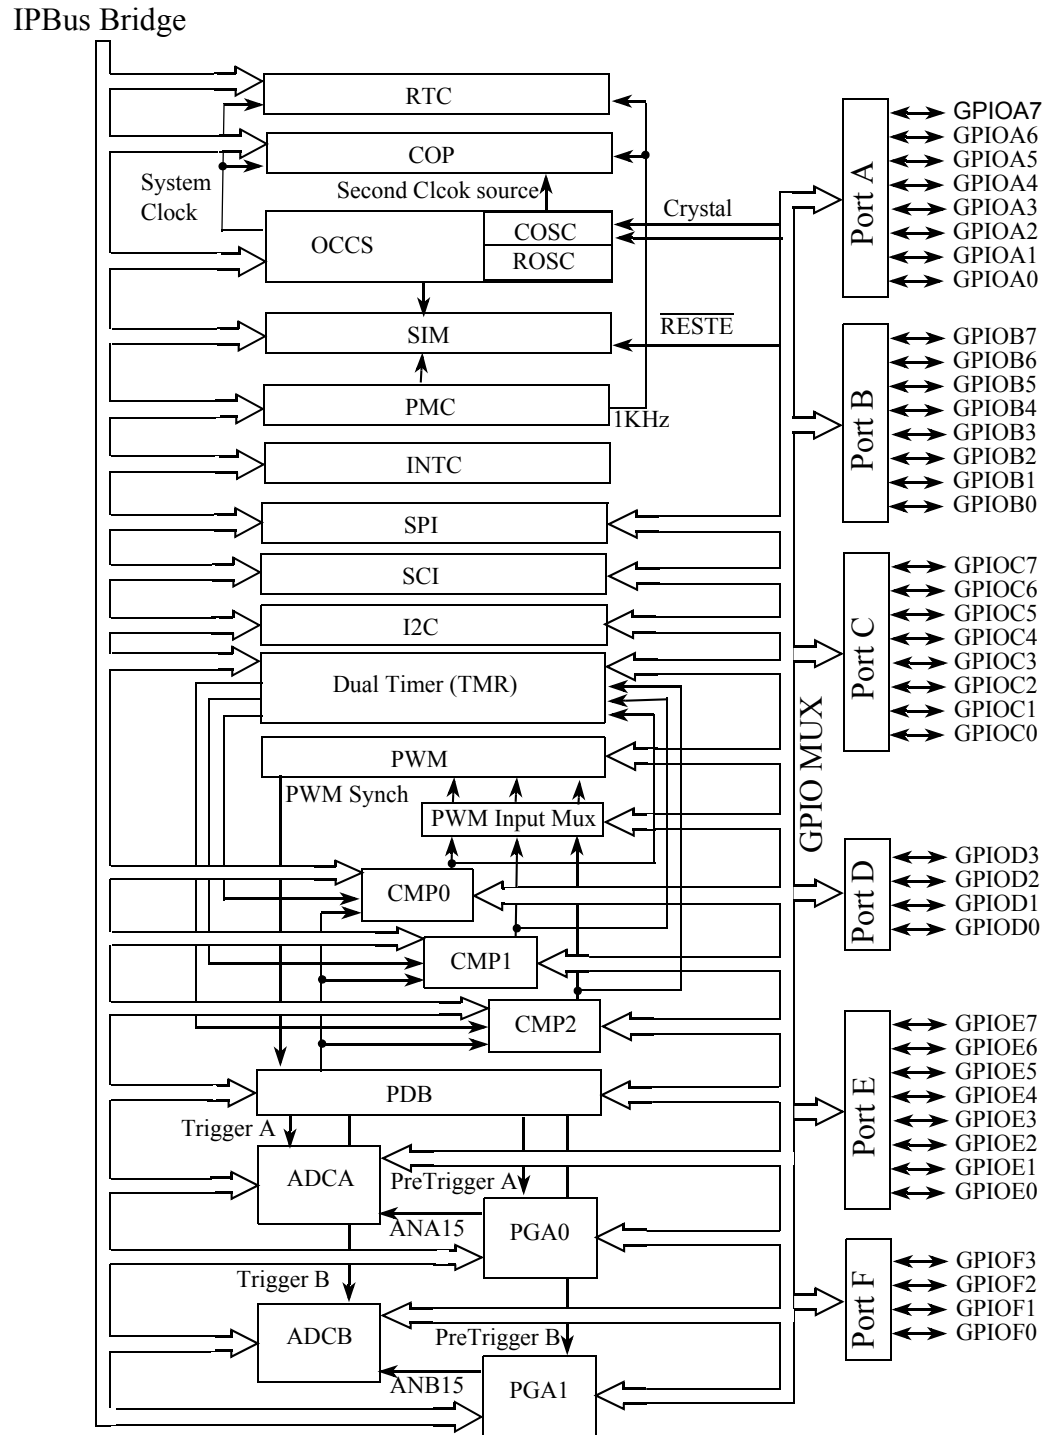 IPBus Bridge
RTC
COP
System
Clock
Second Clcok source
OCCS
COSC
ROSC
Crystal
SIM
RESTE
PMC
1KHz
INTC
SPI
SCI
I2C
Dual Timer (TMR)
PWM
PWM Synch
PWM Input Mux
CMP0
CMP1
CMP2
PDB
Trigger A
ADCA
PreTrigger A
ANA15
PGA0
Trigger B
ADCB
PreTrigger B
ANB15
PGA1
GPIO MUX
Port A
GPIOA7
GPIOA6
GPIOA5
GPIOA4
GPIOA3
GPIOA2
GPIOA1
GPIOA0
Port B
GPIOB7
GPIOB6
GPIOB5
GPIOB4
GPIOB3
GPIOB2
GPIOB1
GPIOB0
Port C
GPIOC7
GPIOC6
GPIOC5
GPIOC4
GPIOC3
GPIOC2
GPIOC1
GPIOC0
Port D
GPIOD3
GPIOD2
GPIOD1
GPIOD0
Port E
GPIOE7
GPIOE6
GPIOE5
GPIOE4
GPIOE3
GPIOE2
GPIOE1
GPIOE0
Port F
GPIOF3
GPIOF2
GPIOF1
GPIOF0